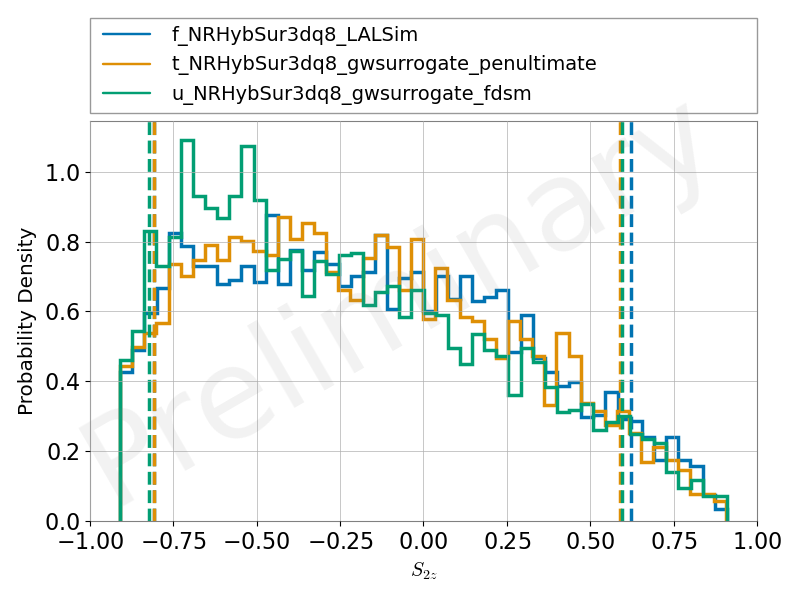 f_NRHybSur3dq8_LALSim
t_NRHybSur3dq8_gwsurrogate_penultimate
u_NRHybSur3dq8_gwsurrogate_fdsm
Preliminary
1.0
0.8
0.6
0.4
0.2
0.0
Probability Density
−1.00 −0.75 −0.50 −0.25 0.00 0.25 0.50 0.75 1.00
S2z